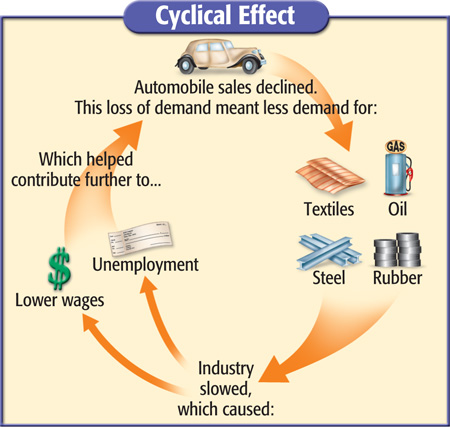 Cyclical Effect
Automobile sales declined.
This loss of demand meant less demand for:
GAS
Textiles
Oil
Steel
Rubber
Industry
slowed,
which caused:
Lower wages
Unemployment
Which helped
contribute further to...
$